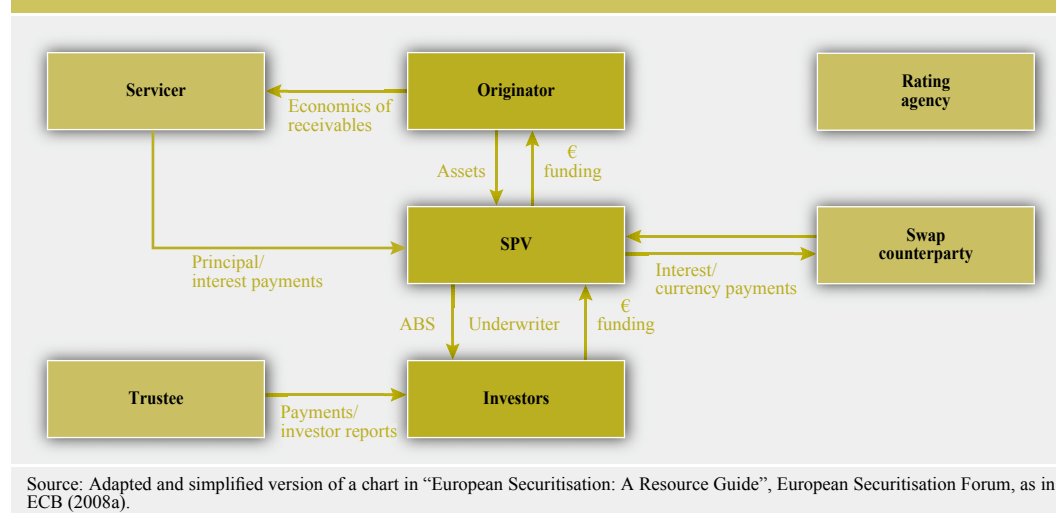 Servicer
Originator
Rating
agency
Economics of
receivables
Assets
€
funding
SPV
Swap
counterparty
Principal/
interest payments
Interest/
currency payments
ABS
Underwriter
€
funding
Trustee
Investors
Payments/
investor reports
Source: Adapted and simplified version of a chart in “European Securitisation: A Resource Guide”, European Securitisation Forum, as in
ECB (2008a).